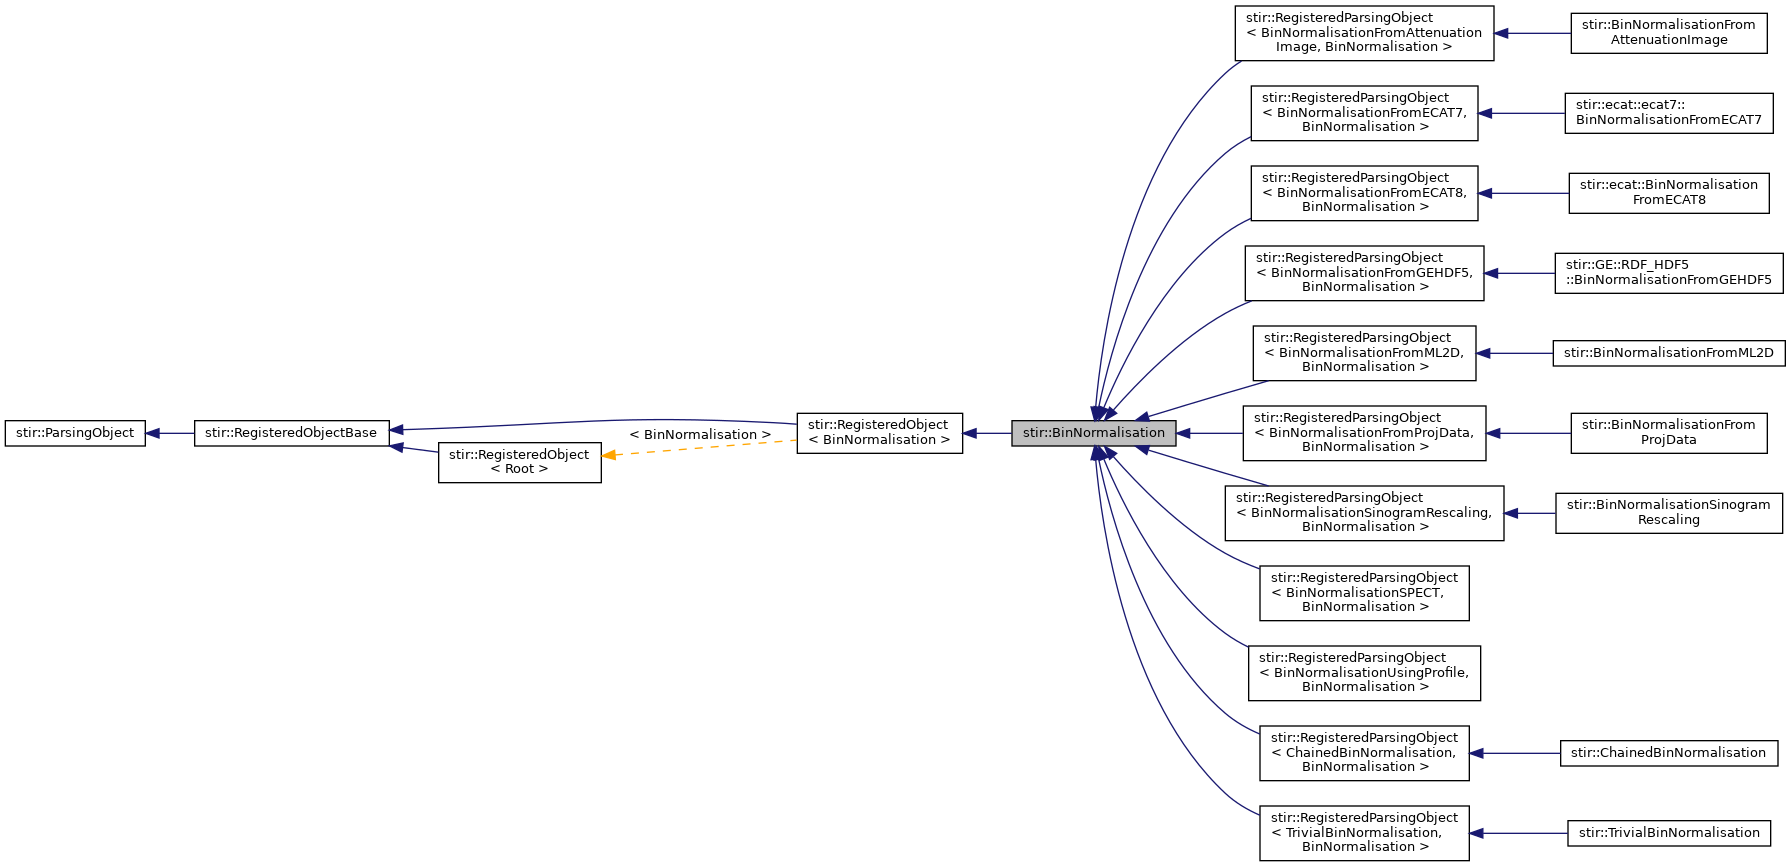 stir::ParsingObject
stir::RegisteredObjectBase
stir::RegisteredObject
< Root >
< BinNormalisation >
stir::RegisteredObject
< BinNormalisation >
stir::BinNormalisation
stir::RegisteredParsingObject
< BinNormalisationFromAttenuation
Image, BinNormalisation >
stir::BinNormalisationFrom
AttenuationImage
stir::RegisteredParsingObject
< BinNormalisationFromECAT7,
BinNormalisation >
stir::ecat::ecat7::
BinNormalisationFromECAT7
stir::RegisteredParsingObject
< BinNormalisationFromECAT8,
BinNormalisation >
stir::ecat::BinNormalisation
FromECAT8
stir::RegisteredParsingObject
< BinNormalisationFromGEHDF5,
BinNormalisation >
stir::GE::RDF_HDF5
::BinNormalisationFromGEHDF5
stir::RegisteredParsingObject
< BinNormalisationFromML2D,
BinNormalisation >
stir::BinNormalisationFromML2D
stir::RegisteredParsingObject
< BinNormalisationFromProjData,
BinNormalisation >
stir::BinNormalisationFrom
ProjData
stir::RegisteredParsingObject
< BinNormalisationSinogramRescaling,
BinNormalisation >
stir::BinNormalisationSinogram
Rescaling
stir::RegisteredParsingObject
< BinNormalisationSPECT,
BinNormalisation >
stir::RegisteredParsingObject
< BinNormalisationUsingProfile,
BinNormalisation >
stir::RegisteredParsingObject
< ChainedBinNormalisation,
BinNormalisation >
stir::ChainedBinNormalisation
stir::RegisteredParsingObject
< TrivialBinNormalisation,
BinNormalisation >
stir::TrivialBinNormalisation